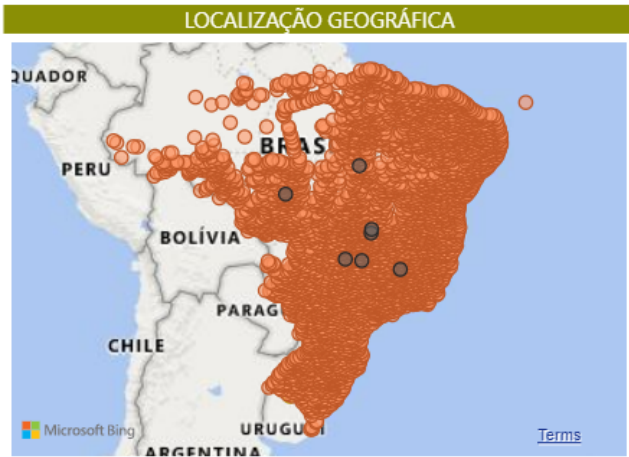 LOCALIZAÇÃO GEOGRÁFICA
QUADOR
BRAS
PERU
BOLÍVIA
PARAG
CHILE
URUGU I
Microsoft Bing
Terms
ARGENTINA